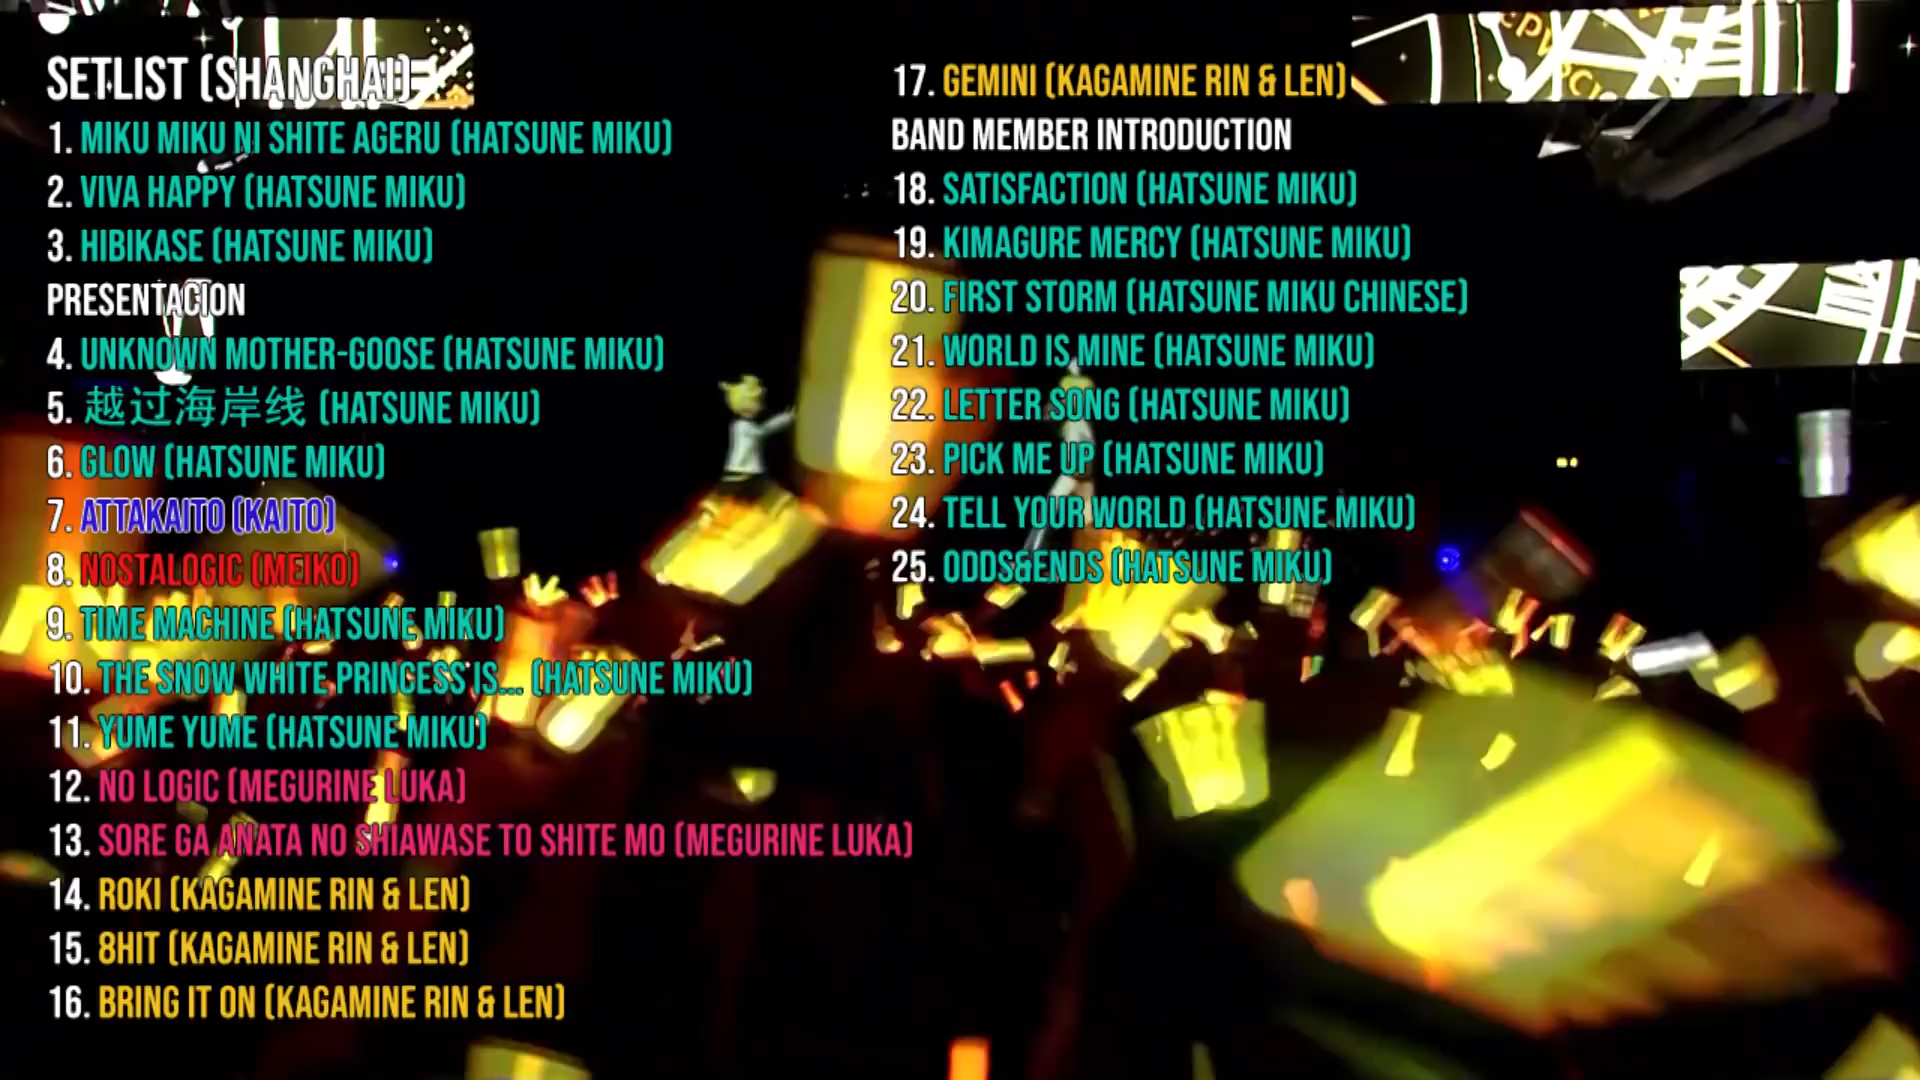 SETLIST (SHANGHAI)
1. MIKU MIKU NI SHITE AGERU (HATSUNE MIKU)
2. VIVA HAPPY (HATSUNE MIKU)
3. HIBIKASE (HATSUNE MIKU)
PRESENTACION
4. UNKNOWN MOTHER-GOOSE (HATSUNE MIKU)
5. 越过海岸线 (HATSUNE MIKU)
6. GLOW (HATSUNE MIKU)
7. ATTAKAITO (KAITO)
8. NOSTALOGIC (MEIKO)
9. TIME MACHINE (HATSUNE MIKU)
10. THE SNOW WHITE PRINCESS IS... (HATSUNE MIKU)
11. YUME YUME (HATSUNE MIKU)
12. NO LOGIC (MEGURINE LUKA)
13. SORE GA ANATA NO SHIAWASE TO SHITE MO (MEGURINE LUKA)
14. ROKI (KAGAMINE RIN & LEN)
15. 8HIT (KAGAMINE RIN & LEN)
16. BRING IT ON (KAGAMINE RIN & LEN)
17. GEMINI (KAGAMINE RIN & LEN)
BAND MEMBER INTRODUCTION
18. SATISFACTION (HATSUNE MIKU)
19. KIMAGURE MERCY (HATSUNE MIKU)
20. FIRST STORM (HATSUNE MIKU CHINESE)
21. WORLD IS MINE (HATSUNE MIKU)
22. LETTER SONG (HATSUNE MIKU)
23. PICK ME UP (HATSUNE MIKU)
24. TELL YOUR WORLD (HATSUNE MIKU)
25. ODDS&ENDS (HATSUNE MIKU)